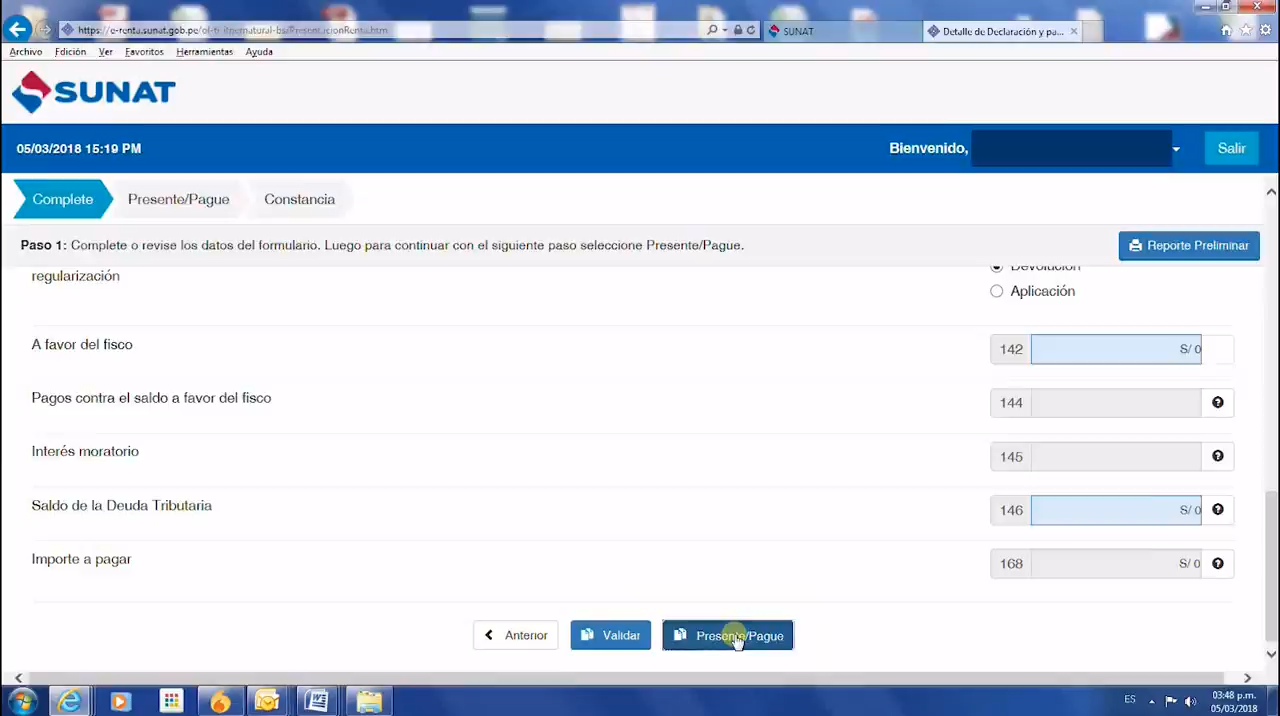 https://e-renta.sunat.gob.pe/
SUNAT
Detalle de Declaración y pa...
Archivo Edición Ver Favoritos Herramientas Ayuda
SUNAT
05/03/2018 15:19 PM
Bienvenido,
Salir
Complete
Presente/Pague
Constancia
Paso 1: Complete o revise los datos del formulario. Luego para continuar con el siguiente paso seleccione Presente/Pague.
Reporte Preliminar
Devolución
regularización
Aplicación
A favor del fisco 142 S/ 0
Pagos contra el saldo a favor del fisco 144
Interés moratorio 145
Saldo de la Deuda Tributaria 146 S/ 0
Importe a pagar 168 S/ 0
Anterior
Validar
Presente/Pague
ES
03:48 p.m.
05/03/2018